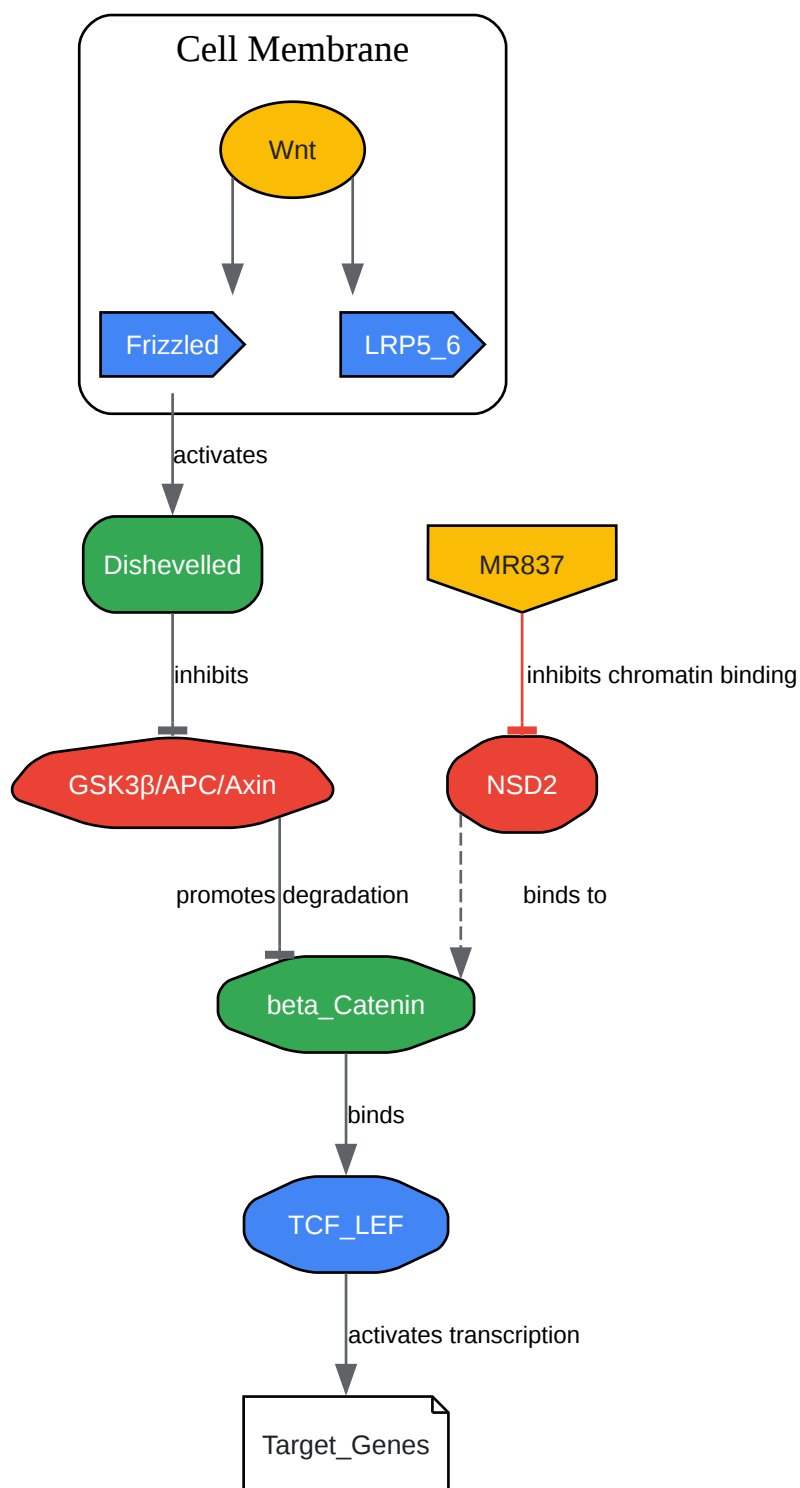 Cell Membrane
Wnt
Frizzled
LRP5_6
activates
Dishevelled
MR837
inhibits
inhibits chromatin binding
GSK3β/APC/Axin
NSD2
promotes degradation
binds to
beta_Catenin
binds
TCF_LEF
activates transcription
Target_Genes